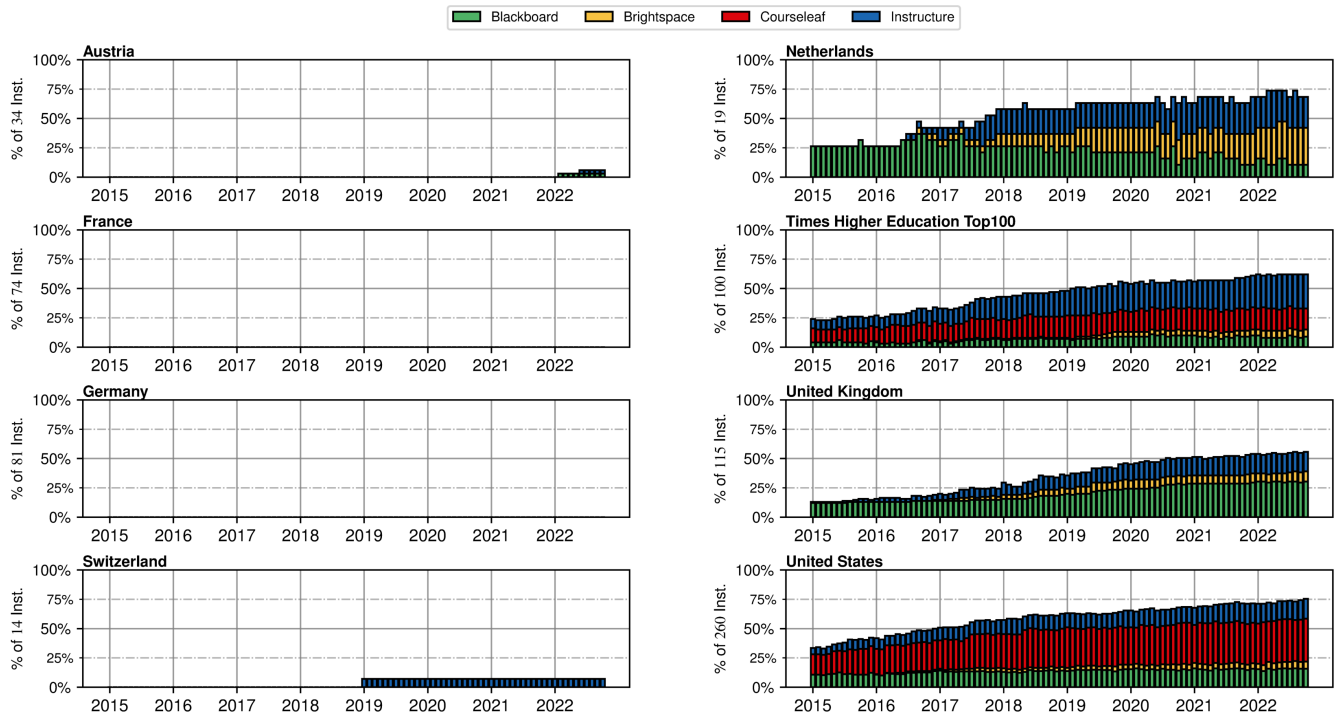 Blackboard Brightspace Courseleaf Instructure
Austria
100%
75%
50%
25%
0%
% of 34 Inst.
2015 2016 2017 2018 2019 2020 2021 2022
Netherlands
100%
75%
50%
25%
0%
% of 19 Inst.
2015 2016 2017 2018 2019 2020 2021 2022
France
100%
75%
50%
25%
0%
% of 74 Inst.
2015 2016 2017 2018 2019 2020 2021 2022
Times Higher Education Top100
100%
75%
50%
25%
0%
% of 100 Inst.
2015 2016 2017 2018 2019 2020 2021 2022
Germany
100%
75%
50%
25%
0%
% of 81 Inst.
2015 2016 2017 2018 2019 2020 2021 2022
United Kingdom
100%
75%
50%
25%
0%
% of 115 Inst.
2015 2016 2017 2018 2019 2020 2021 2022
Switzerland
100%
75%
50%
25%
0%
% of 14 Inst.
2015 2016 2017 2018 2019 2020 2021 2022
United States
100%
75%
50%
25%
0%
% of 260 Inst.
2015 2016 2017 2018 2019 2020 2021 2022